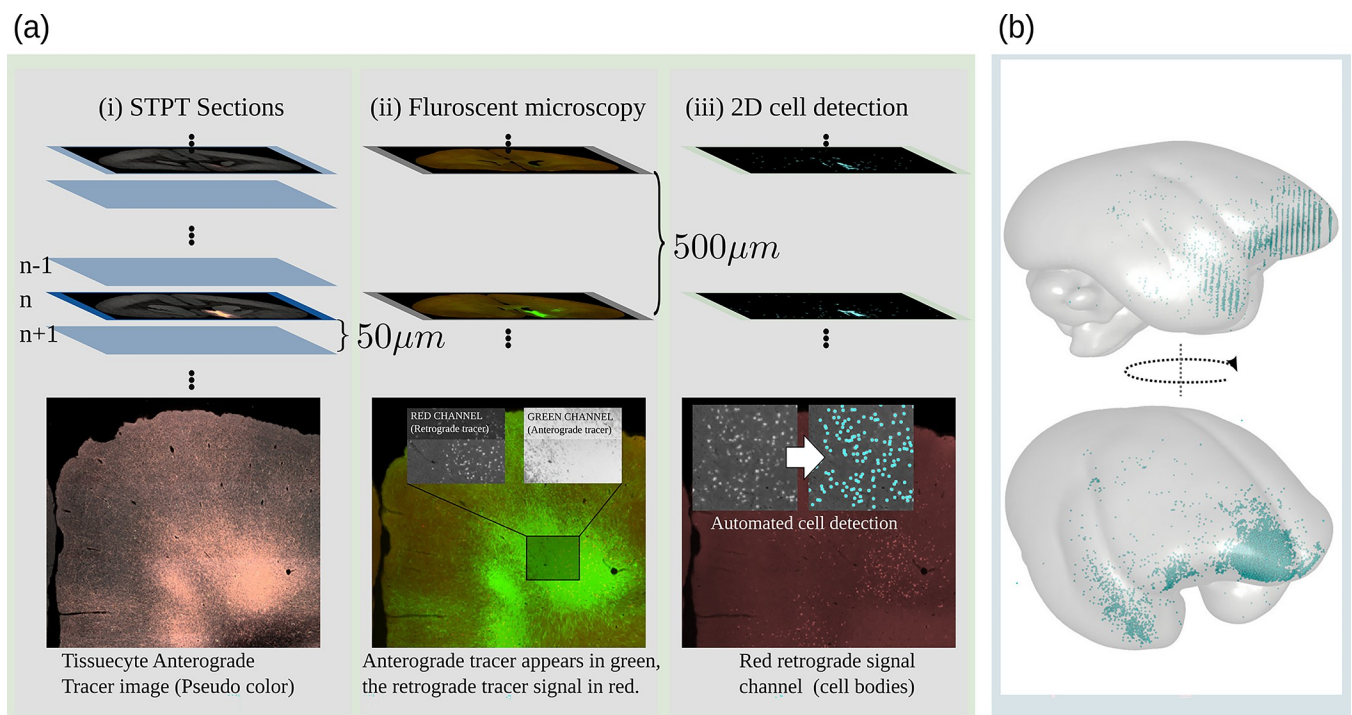 (a)
(b)
(i) STPT Sections
(ii) Fluroscent microscopy
(iii) 2D cell detection
n-1
n
n+1
50μm
500μm
RED CHANNEL
(Retrograde tracer)
GREEN CHANNEL
(Anterograde tracer)
Automated cell detection
Tissuecyte Anterograde
Tracer image (Pseudo color)
Anterograde tracer appears in green,
the retrograde tracer signal in red.
Red retrograde signal
channel (cell bodies)